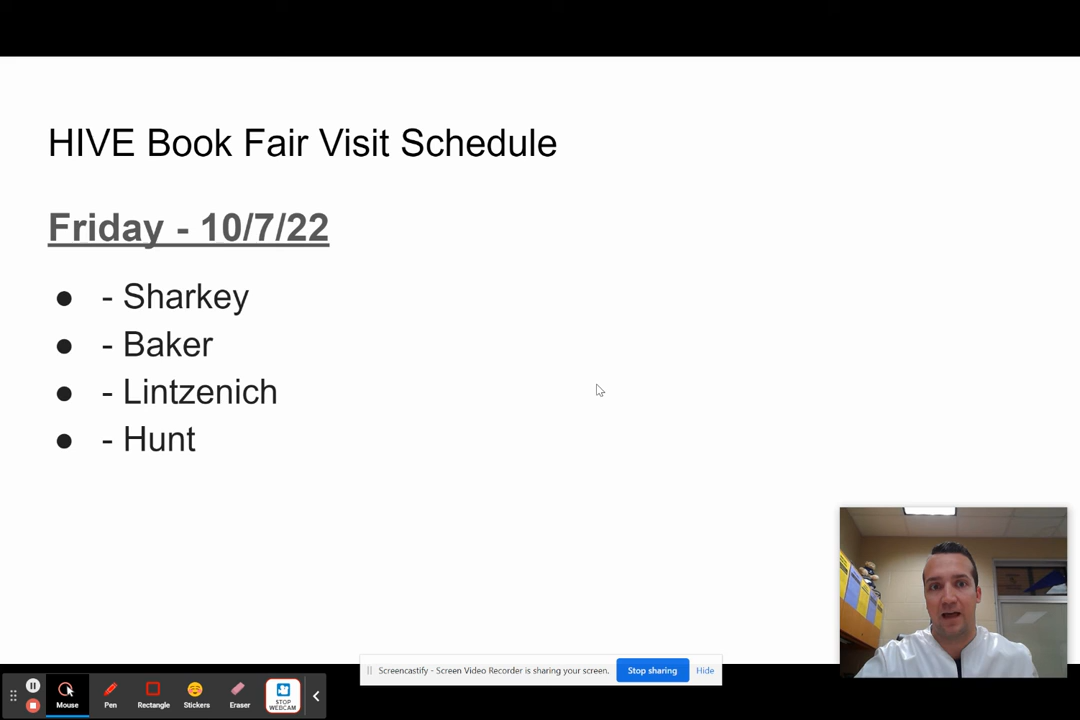 HIVE Book Fair Visit Schedule
Friday - 10/7/22
● - Sharkey
● - Baker
● - Lintzenich
● - Hunt
Screencastify - Screen Video Recorder is sharing your screen. Stop sharing Hide
Mouse Pen Rectangle Stickers Eraser STOP WEBCAM